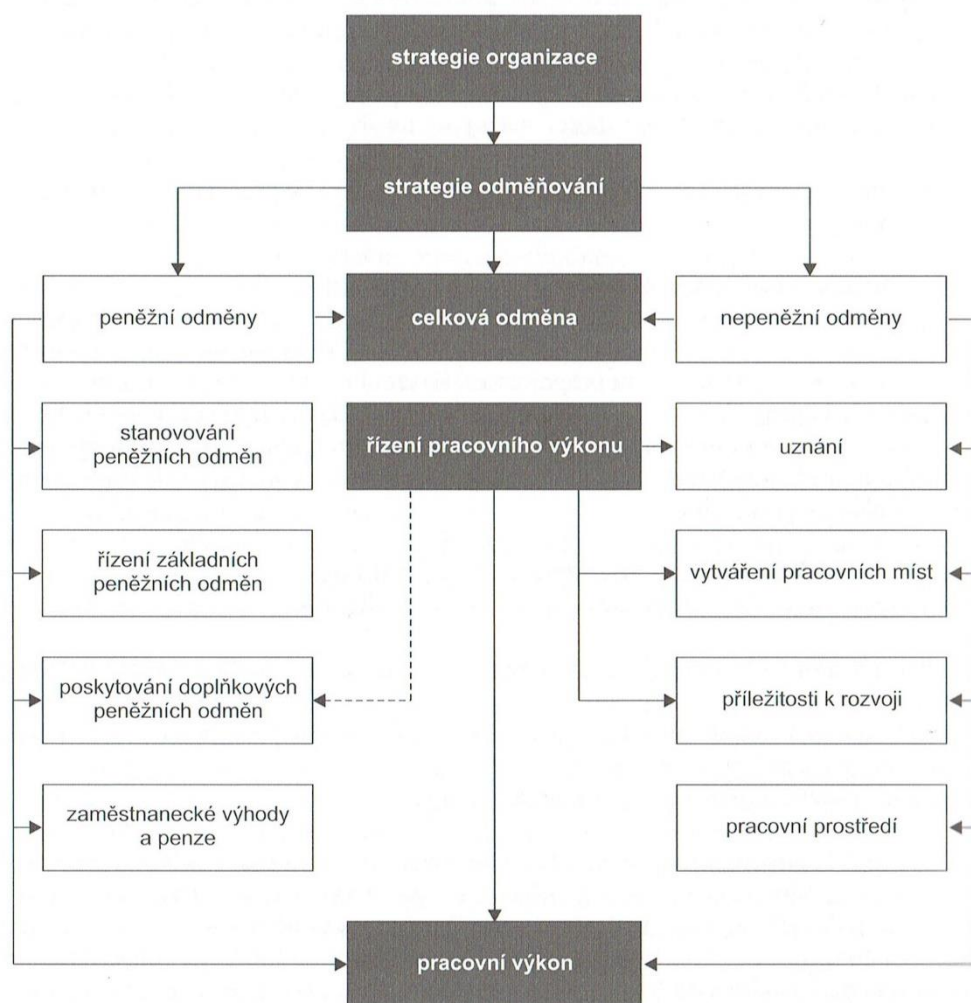 strategie organizace
strategie odměňování
peněžní odměny
celková odměna
nepeněžní odměny
stanovování
peněžních odměn
řízení pracovního výkonu
uznání
řízení základních
peněžních odměn
vytváření pracovních míst
poskytování doplňkových
peněžních odměn
příležitosti k rozvoji
zaměstnanecké výhody
a penze
pracovní prostředí
pracovní výkon